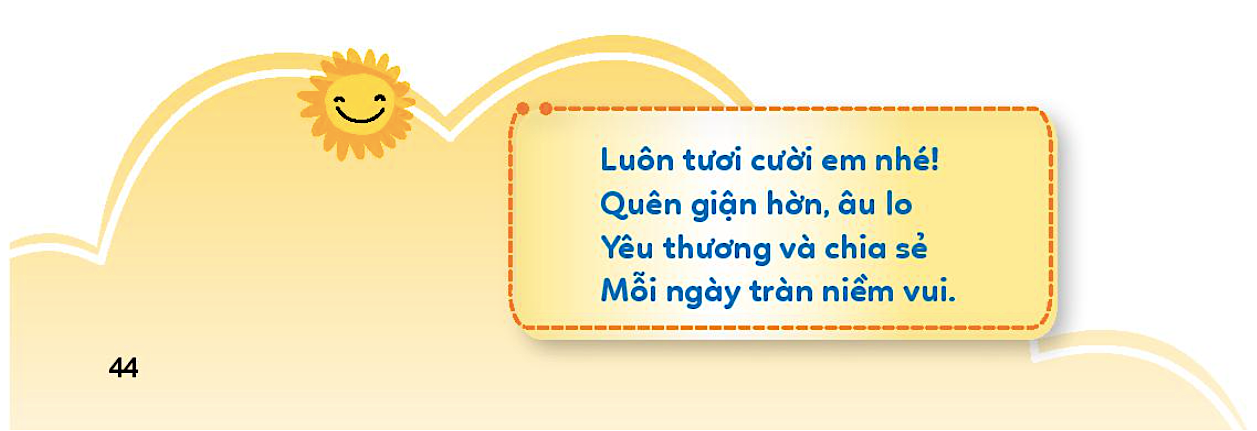 Luôn tươi cười em nhé!
Quên giận hờn, âu lo
Yêu thương và chia sẻ
Mỗi ngày tràn niềm vui.
44